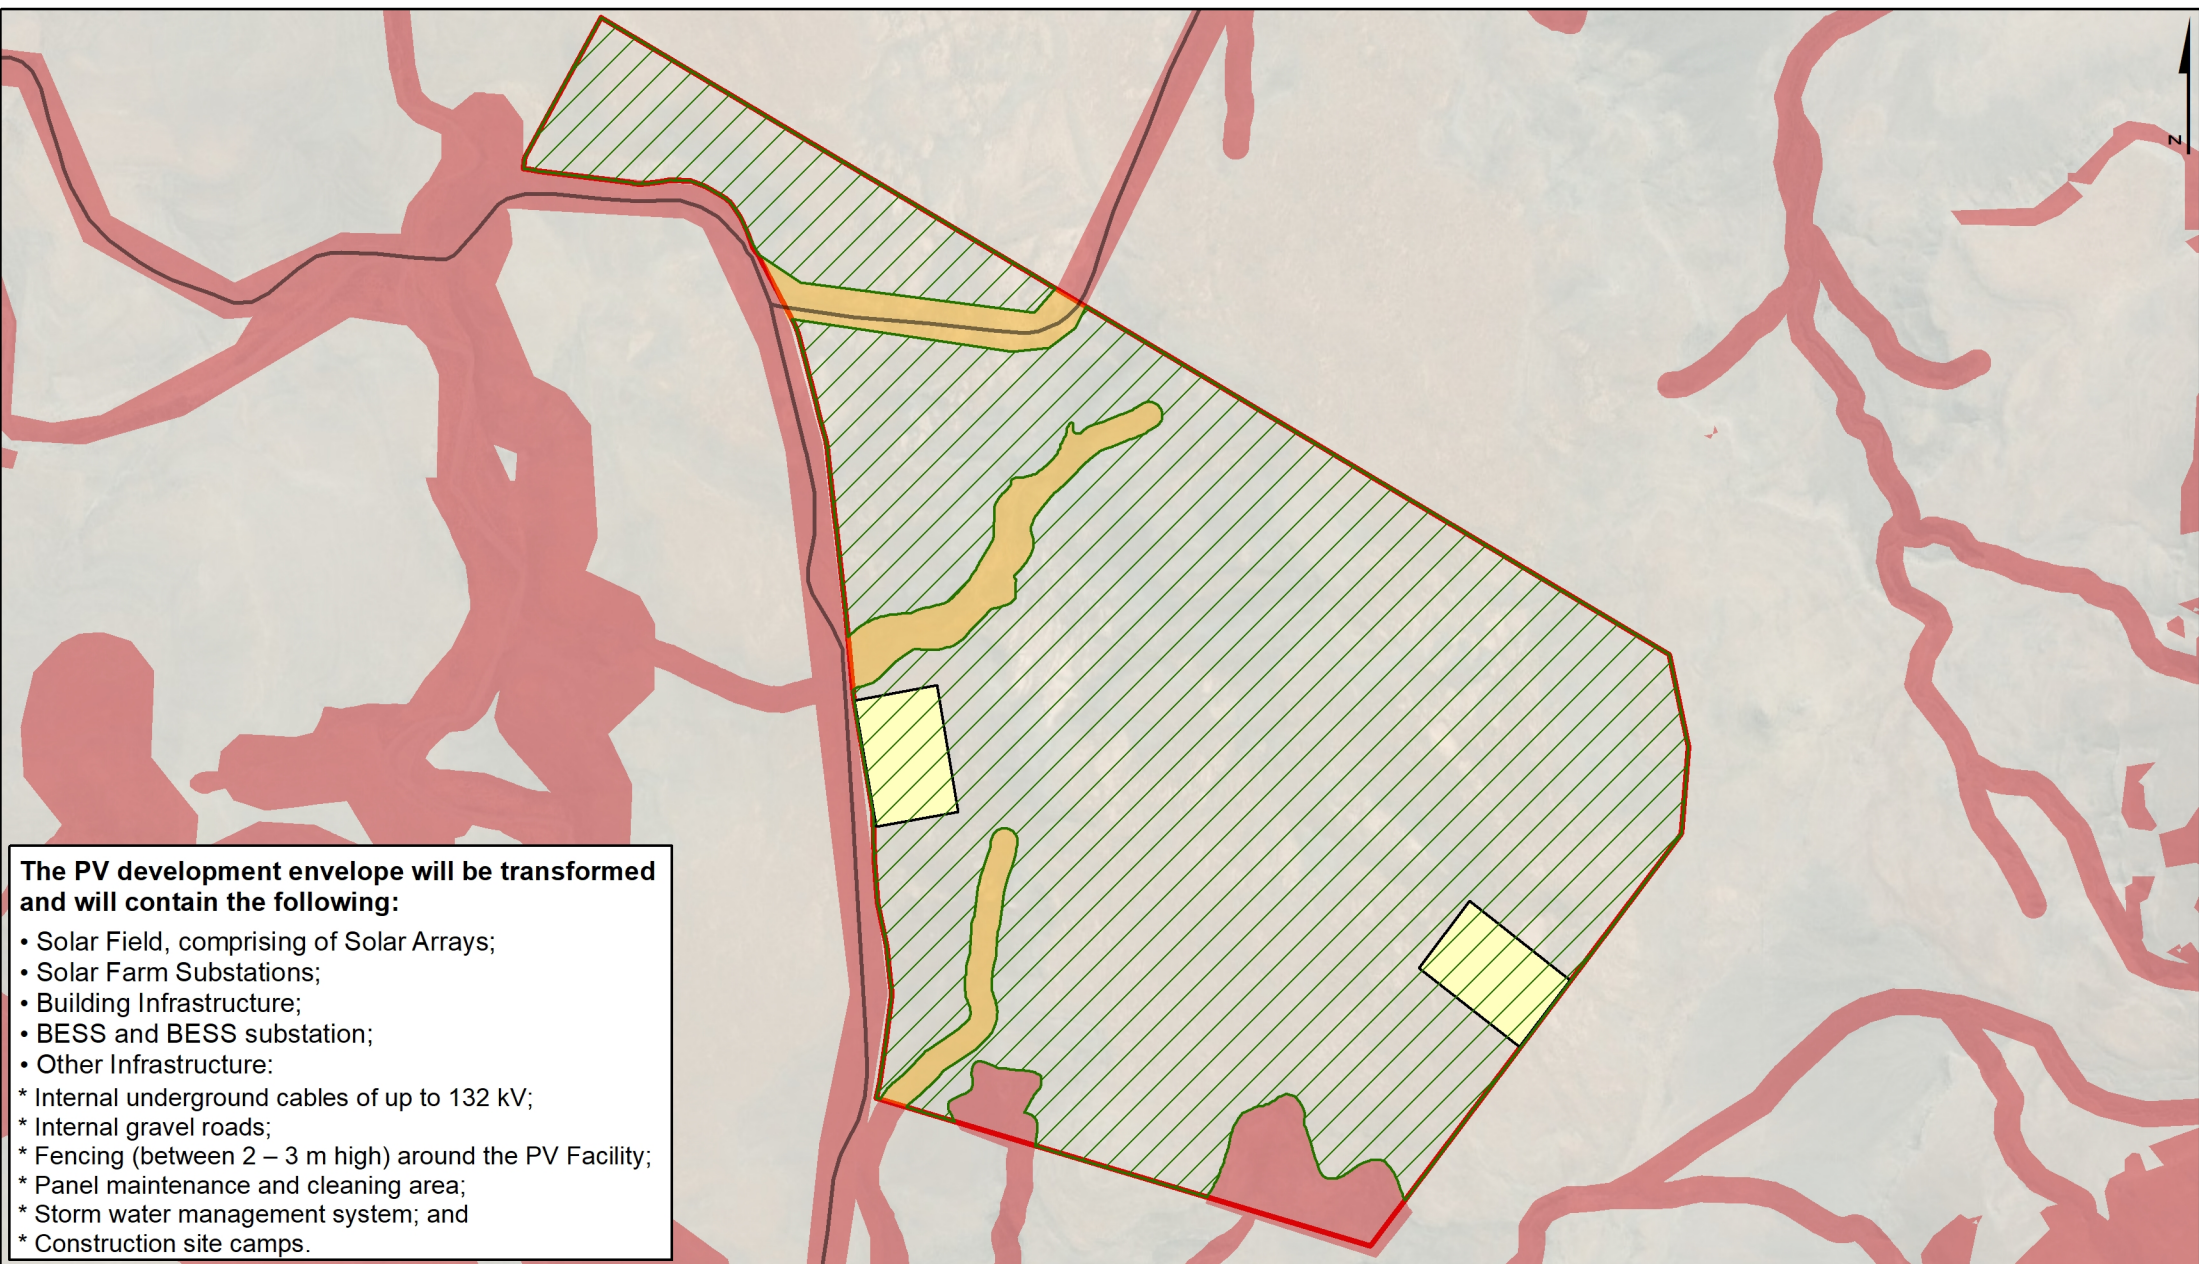 N
The PV development envelope will be transformed
and will contain the following:
• Solar Field, comprising of Solar Arrays;
• Solar Farm Substations;
• Building Infrastructure;
• BESS and BESS substation;
• Other Infrastructure:
* Internal underground cables of up to 132 kV;
* Internal gravel roads;
* Fencing (between 2 – 3 m high) around the PV Facility;
* Panel maintenance and cleaning area;
* Storm water management system; and
* Construction site camps.